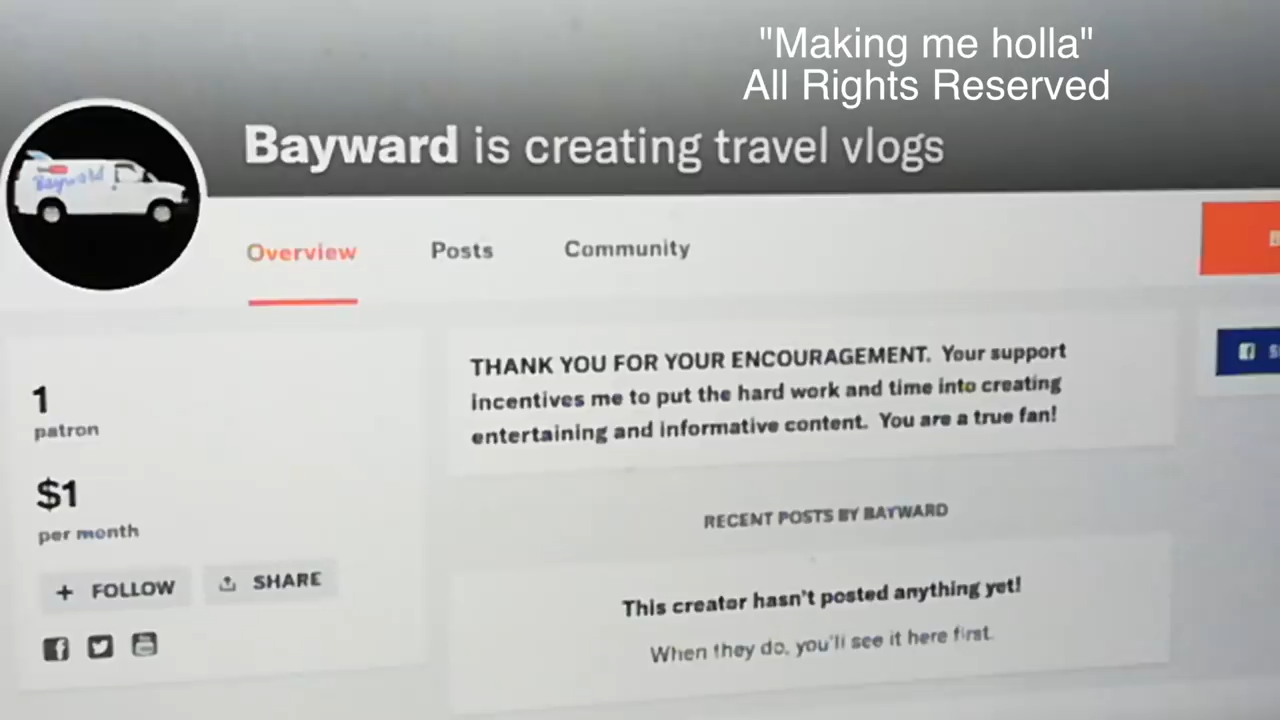 "Making me holla"
All Rights Reserved
Bayward is creating travel vlogs
Bayward
Overview Posts Community
1
patron
$1
per month
+ FOLLOW SHARE
THANK YOU FOR YOUR ENCOURAGEMENT. Your support
incentives me to put the hard work and time into creating
entertaining and informative content. You are a true fan!
RECENT POSTS BY BAYWARD
This creator hasn't posted anything yet!
When they do, you'll see it here first.